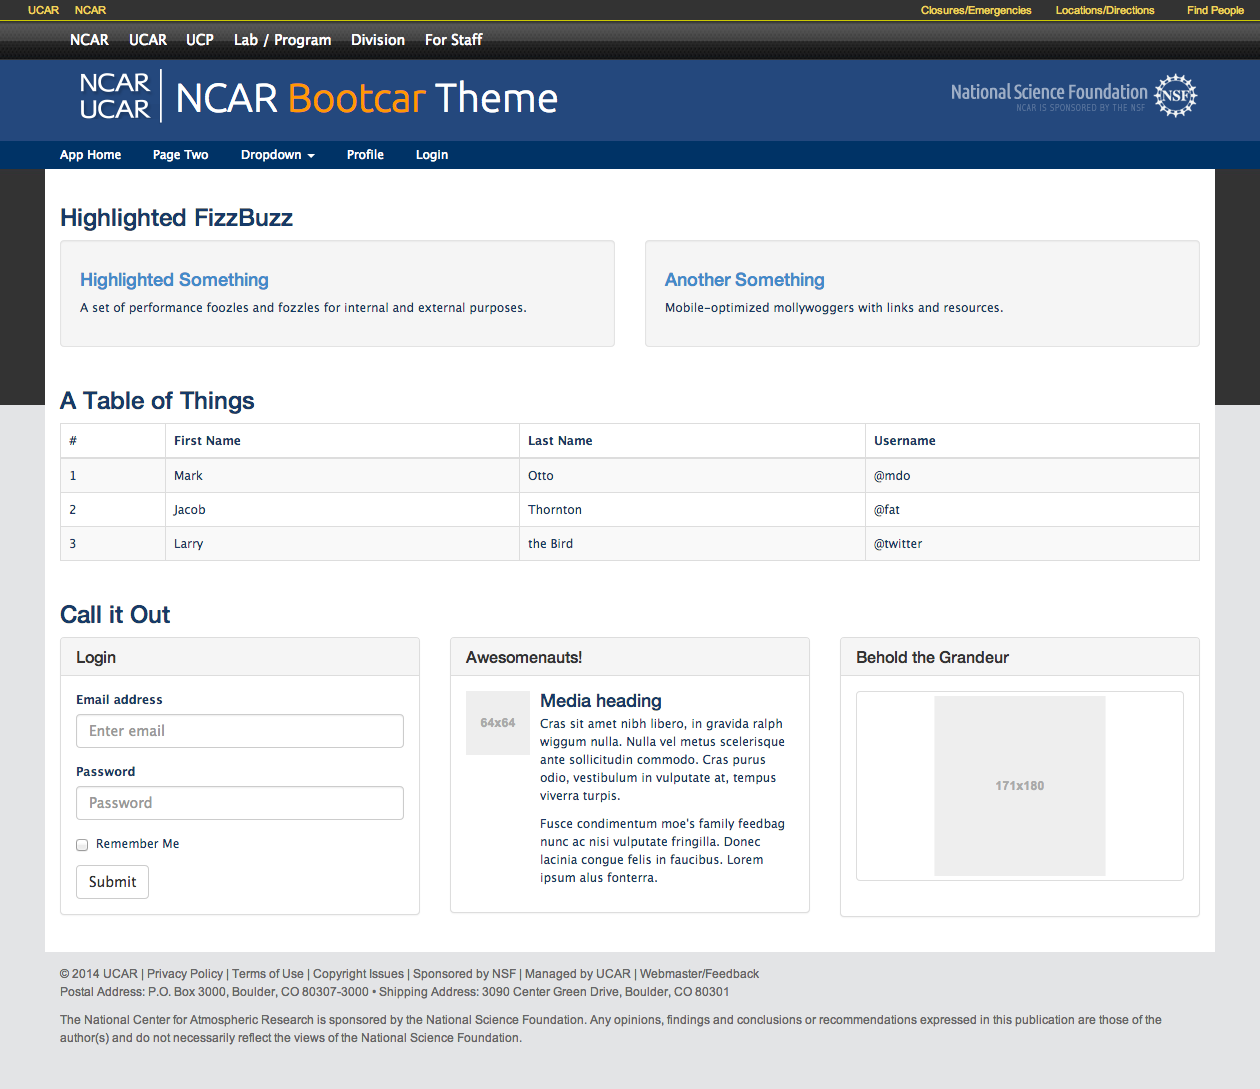 UCAR NCAR Closures/Emergencies Locations/Directions Find People
NCAR UCAR UCP Lab / Program Division For Staff
NCAR
UCAR
NCAR Bootcar Theme
National Science Foundation
NCAR IS SPONSORED BY THE NSF
NSF
App Home Page Two Dropdown Profile Login
Highlighted FizzBuzz
Highlighted Something
A set of performance foozles and fozzles for internal and external purposes.
Another Something
Mobile-optimized mollywoggers with links and resources.
A Table of Things
# First Name Last Name Username
1 Mark Otto @mdo
2 Jacob Thornton @fat
3 Larry the Bird @twitter
Call it Out
Login
Email address
Enter email
Password
Password
Remember Me
Submit
Awesomenauts!
64x64
Media heading
Cras sit amet nibh libero, in gravida ralph
wiggum nulla. Nulla vel metus scelerisque
ante sollicitudin commodo. Cras purus
odio, vestibulum in vulputate at, tempus
viverra turpis.
Fusce condimentum moe's family feedbag
nunc ac nisi vulputate fringilla. Donec
lacinia congue felis in faucibus. Lorem
ipsum alus fonterra.
Behold the Grandeur
171x180
© 2014 UCAR | Privacy Policy | Terms of Use | Copyright Issues | Sponsored by NSF | Managed by UCAR | Webmaster/Feedback
Postal Address: P.O. Box 3000, Boulder, CO 80307-3000 • Shipping Address: 3090 Center Green Drive, Boulder, CO 80301
The National Center for Atmospheric Research is sponsored by the National Science Foundation. Any opinions, findings and conclusions or recommendations expressed in this publication are those of the
author(s) and do not necessarily reflect the views of the National Science Foundation.